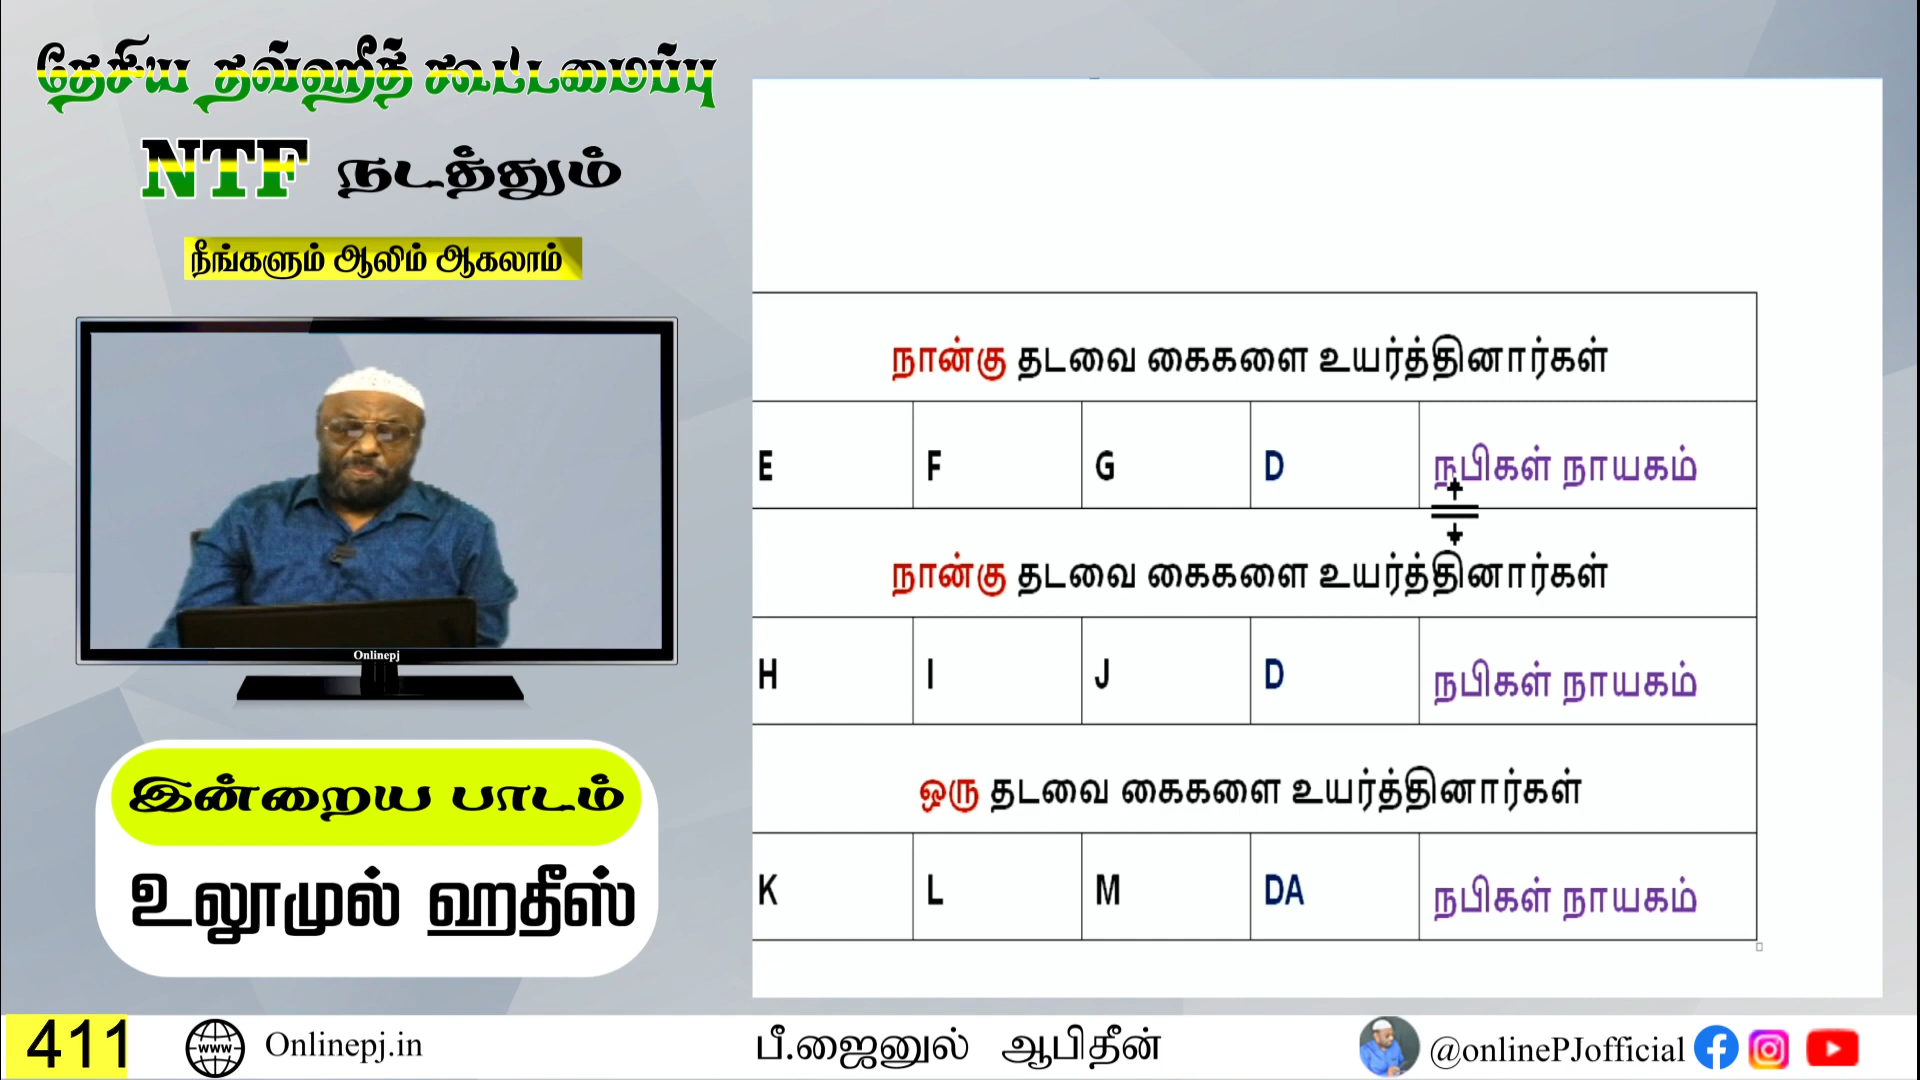 தேசிய தவ்ஹீத் கூட்டமைப்பு
NTF நடத்தும்
நீங்களும் ஆலிம் ஆகலாம்
Onlinepj
இன்றைய பாடம்
உலூமுல் ஹதீஸ்
நான்கு தடவை கைகளை உயர்த்தினார்கள்
E F G D நபிகள் நாயகம்
நான்கு தடவை கைகளை உயர்த்தினார்கள்
H I J D நபிகள் நாயகம்
ஒரு தடவை கைகளை உயர்த்தினார்கள்
K L M DA நபிகள் நாயகம்
411 www Onlinepj.in பீ.ஜைனுல் ஆபிதீன் @onlinePJofficial